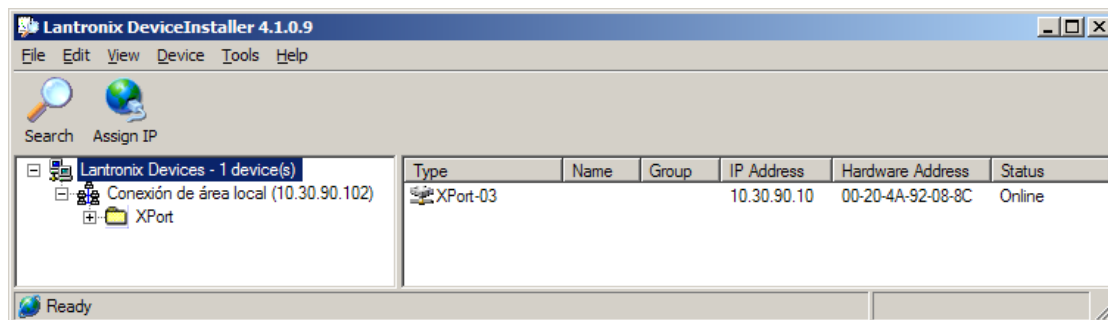 Lantronix DeviceInstaller 4.1.0.9
File Edit View Device Tools Help
Search Assign IP
Lantronix Devices - 1 device(s)
Conexión de área local (10.30.90.102)
XPort
Type Name Group IP Address Hardware Address Status
XPort-03 10.30.90.10 00-20-4A-92-08-8C Online
Ready